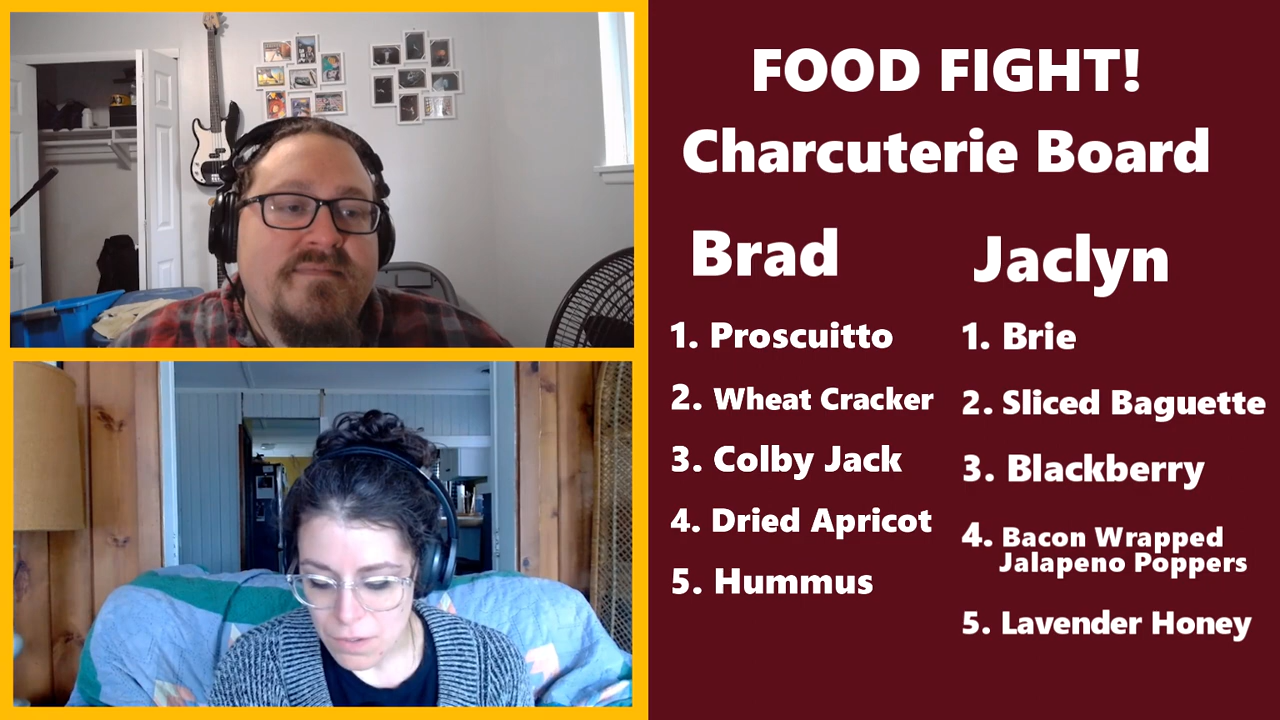 FOOD FIGHT!
Charcuterie Board
Brad
1. Proscuitto
2. Wheat Cracker
3. Colby Jack
4. Dried Apricot
5. Hummus
Jaclyn
1. Brie
2. Sliced Baguette
3. Blackberry
4. Bacon Wrapped
Jalapeno Poppers
5. Lavender Honey